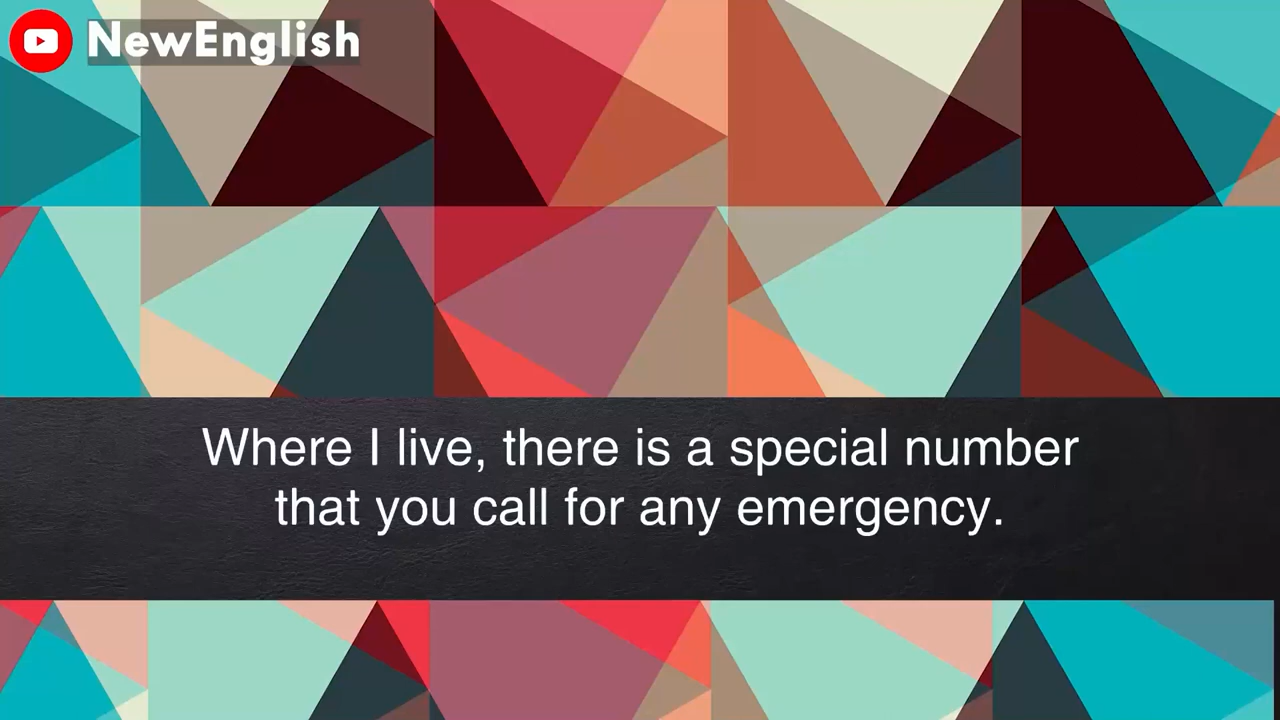 NewEnglish
Where I live, there is a special number
that you call for any emergency.